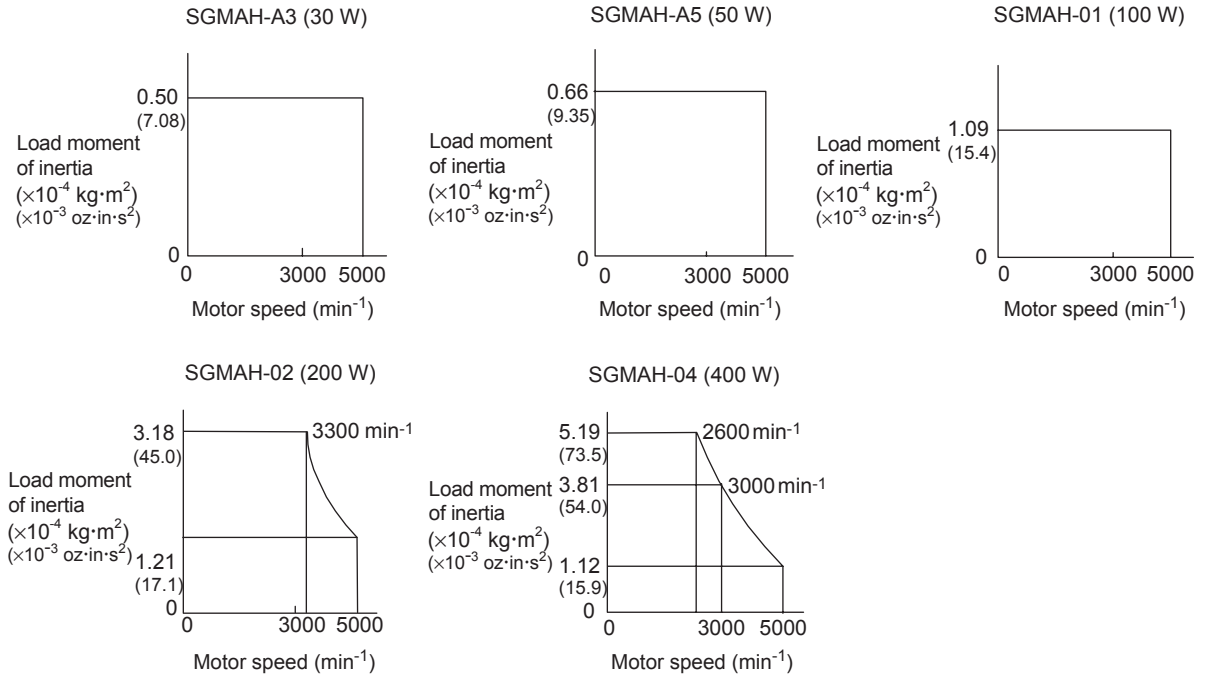 SGMAH-A3 (30 W)
0.50
(7.08)
Load moment
of inertia
(×10⁻⁴ kg·m²)
(×10⁻³ oz·in·s²)
0
0 3000 5000
Motor speed (min⁻¹)
SGMAH-A5 (50 W)
0.66
(9.35)
Load moment
of inertia
(×10⁻⁴ kg·m²)
(×10⁻³ oz·in·s²)
0
0 3000 5000
Motor speed (min⁻¹)
SGMAH-01 (100 W)
1.09
(15.4)
Load moment
of inertia
(×10⁻⁴ kg·m²)
(×10⁻³ oz·in·s²)
0
0 3000 5000
Motor speed (min⁻¹)
SGMAH-02 (200 W)
3.18
(45.0)
3300 min⁻¹
Load moment
of inertia
(×10⁻⁴ kg·m²)
(×10⁻³ oz·in·s²)
1.21
(17.1)
0
0 3000 5000
Motor speed (min⁻¹)
SGMAH-04 (400 W)
5.19
(73.5)
2600 min⁻¹
3.81
(54.0)
3000 min⁻¹
Load moment
of inertia
(×10⁻⁴ kg·m²)
(×10⁻³ oz·in·s²)
1.12
(15.9)
0
0 3000 5000
Motor speed (min⁻¹)